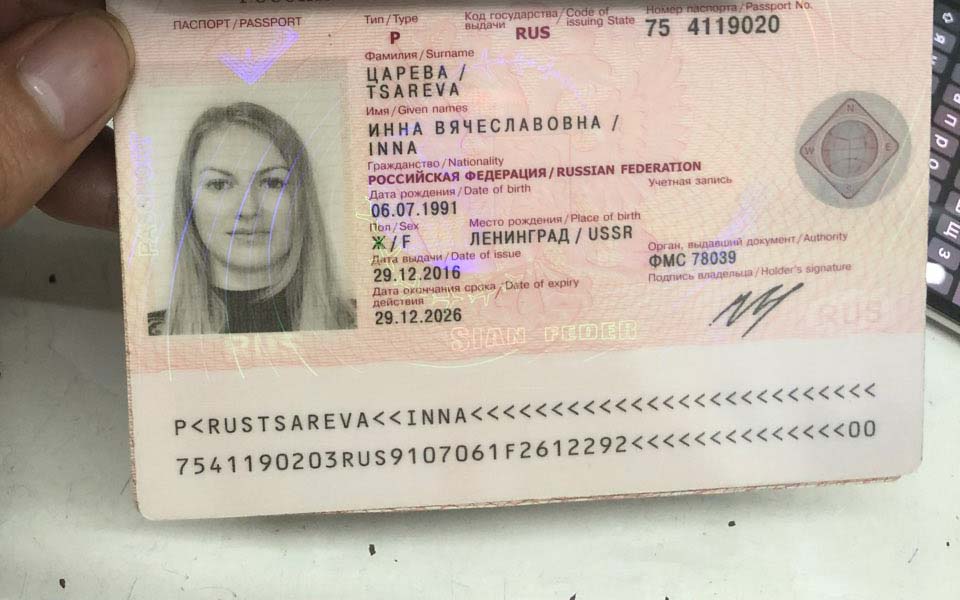 ПАСПОРТ/PASSPORT
Тип/Type
P
Код государства/Code of
выдачи issuing State
RUS
Номер паспорта/Passport No.
75 4119020
Фамилия/Surname
ЦАРЕВА /
TSAREVA
Имя/Given names
ИННА ВЯЧЕСЛАВОВНА /
INNA
Гражданство/Nationality
РОССИЙСКАЯ ФЕДЕРАЦИЯ/RUSSIAN FEDERATION
Дата рождения/Date of birth
Учетная запись
06.07.1991
Пол/Sex
Место рождения/Place of birth
Ж/F
ЛЕНИНГРАД/USSR
Дата выдачи/Date of issue
Орган, выдавший документ/Authority
29.12.2016
ФМС 78039
Дата окончания срока/Date of expiry
действия
Подпись владельца/Holder's signature
29.12.2026
N
W
E
S
SIAN FEDER
RUS
RUS
P<RUSTSAREVA<<INNA<<<<<<<<<<<<<<<<<<<<<<<<<<
7541190203RUS9107061F2612292<<<<<<<<<<<<<<00